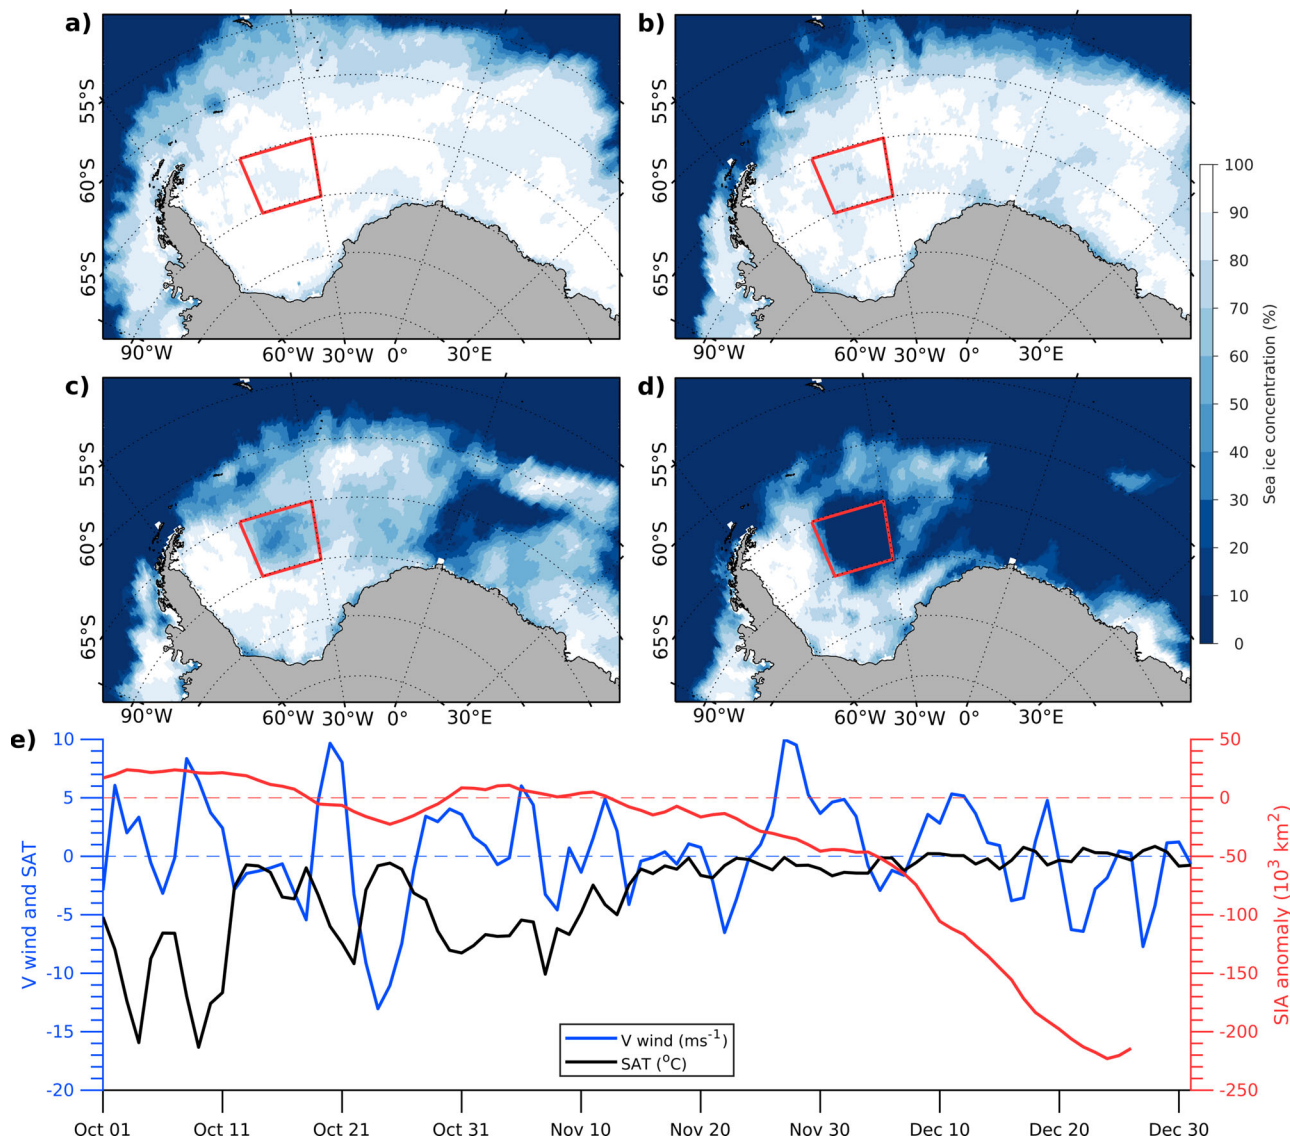 a)
b)
55°S
60°S
65°S
90°W
60°W 30°W 0°
30°E
55°S
60°S
65°S
90°W
60°W 30°W 0°
30°E
c)
d)
55°S
60°S
65°S
90°W
60°W 30°W 0°
30°E
55°S
60°S
65°S
90°W
60°W 30°W 0°
30°E
100
90
80
70
60
50
40
30
20
10
0
Sea ice concentration (%)
e)
10
5
0
-5
-10
-15
-20
V wind and SAT
50
0
-50
-100
-150
-200
-250
SIA anomaly (10³ km²)
V wind (ms⁻¹)
SAT (°C)
Oct 01
Oct 11
Oct 21
Oct 31
Nov 10
Nov 20
Nov 30
Dec 10
Dec 20
Dec 30